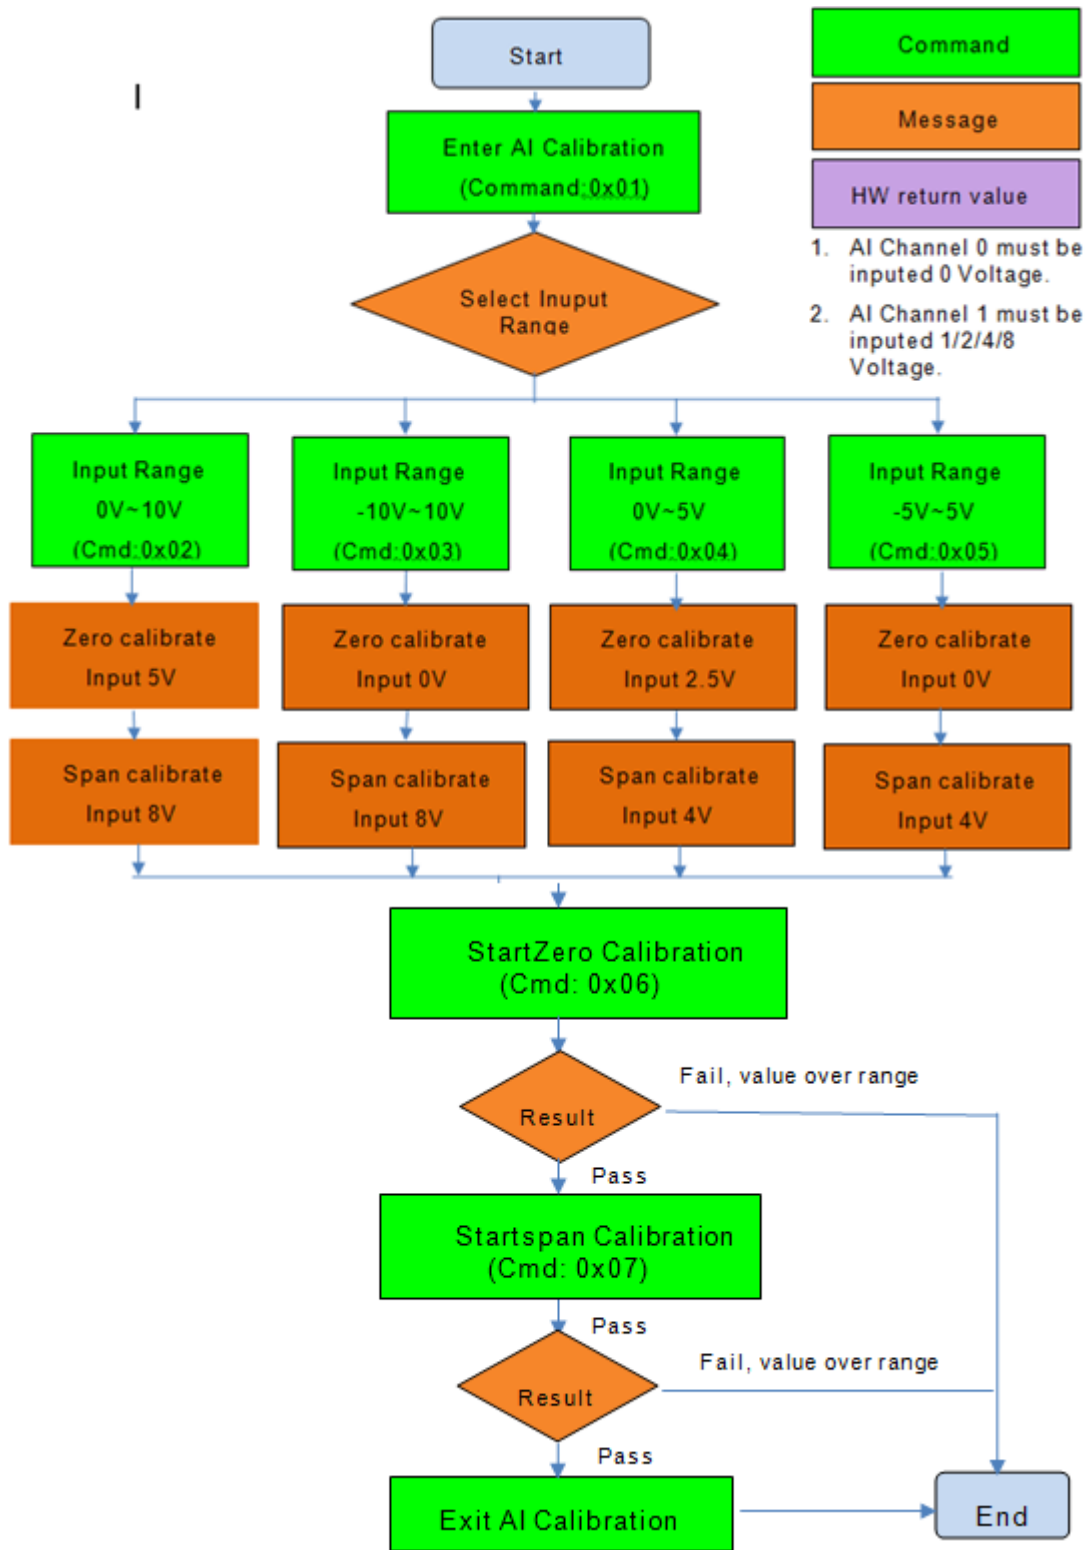 Start
Command
Enter AI Calibration
(Command:0x01)
Message
HW return value
1. AI Channel 0 must be
inputed 0 Voltage.
2. AI Channel 1 must be
inputed 1/2/4/8
Voltage.
Select Inuput
Range
Input Range
0V~10V
(Cmd:0x02)
Input Range
-10V~10V
(Cmd:0x03)
Input Range
0V~5V
(Cmd:0x04)
Input Range
-5V~5V
(Cmd:0x05)
Zero calibrate
Input 5V
Zero calibrate
Input 0V
Zero calibrate
Input 2.5V
Zero calibrate
Input 0V
Span calibrate
Input 8V
Span calibrate
Input 8V
Span calibrate
Input 4V
Span calibrate
Input 4V
StartZero Calibration
(Cmd: 0x06)
Result
Fail, value over range
Pass
Startspan Calibration
(Cmd: 0x07)
Pass
Result
Fail, value over range
Pass
Exit AI Calibration
End